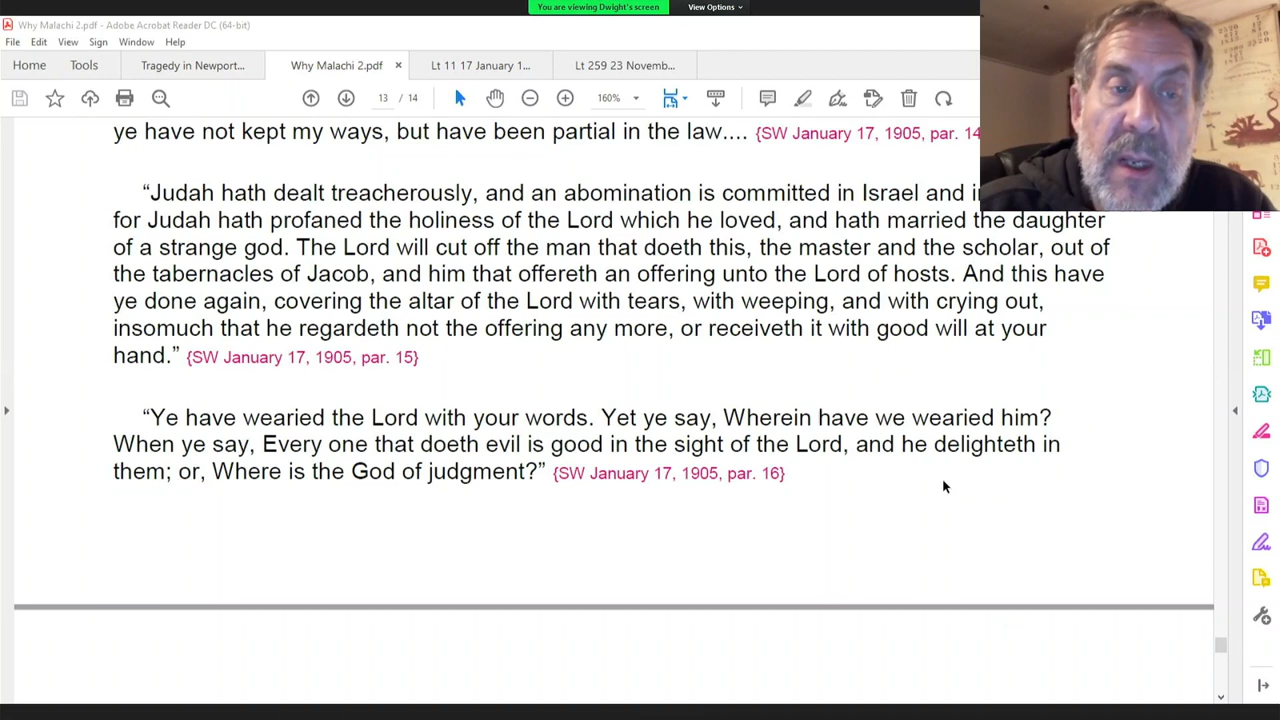 You are viewing Dwight's screen
View Options
Why Malachi 2.pdf - Adobe Acrobat Reader DC (64-bit)
File Edit View Sign Window Help
Home Tools Tragedy in Newport... Why Malachi 2.pdf × Lt 11 17 January 1... Lt 259 23 Novemb...
13 / 14 160%
ye have not kept my ways, but have been partial in the law.... {SW January 17, 1905, par. 14
“Judah hath dealt treacherously, and an abomination is committed in Israel and
for Judah hath profaned the holiness of the Lord which he loved, and hath married the daughter
of a strange god. The Lord will cut off the man that doeth this, the master and the scholar, out of
the tabernacles of Jacob, and him that offereth an offering unto the Lord of hosts. And this have
ye done again, covering the altar of the Lord with tears, with weeping, and with crying out,
insomuch that he regardeth not the offering any more, or receiveth it with good will at your
hand.” {SW January 17, 1905, par. 15}
“Ye have wearied the Lord with your words. Yet ye say, Wherein have we wearied him?
When ye say, Every one that doeth evil is good in the sight of the Lord, and he delighteth in
them; or, Where is the God of judgment?” {SW January 17, 1905, par. 16}